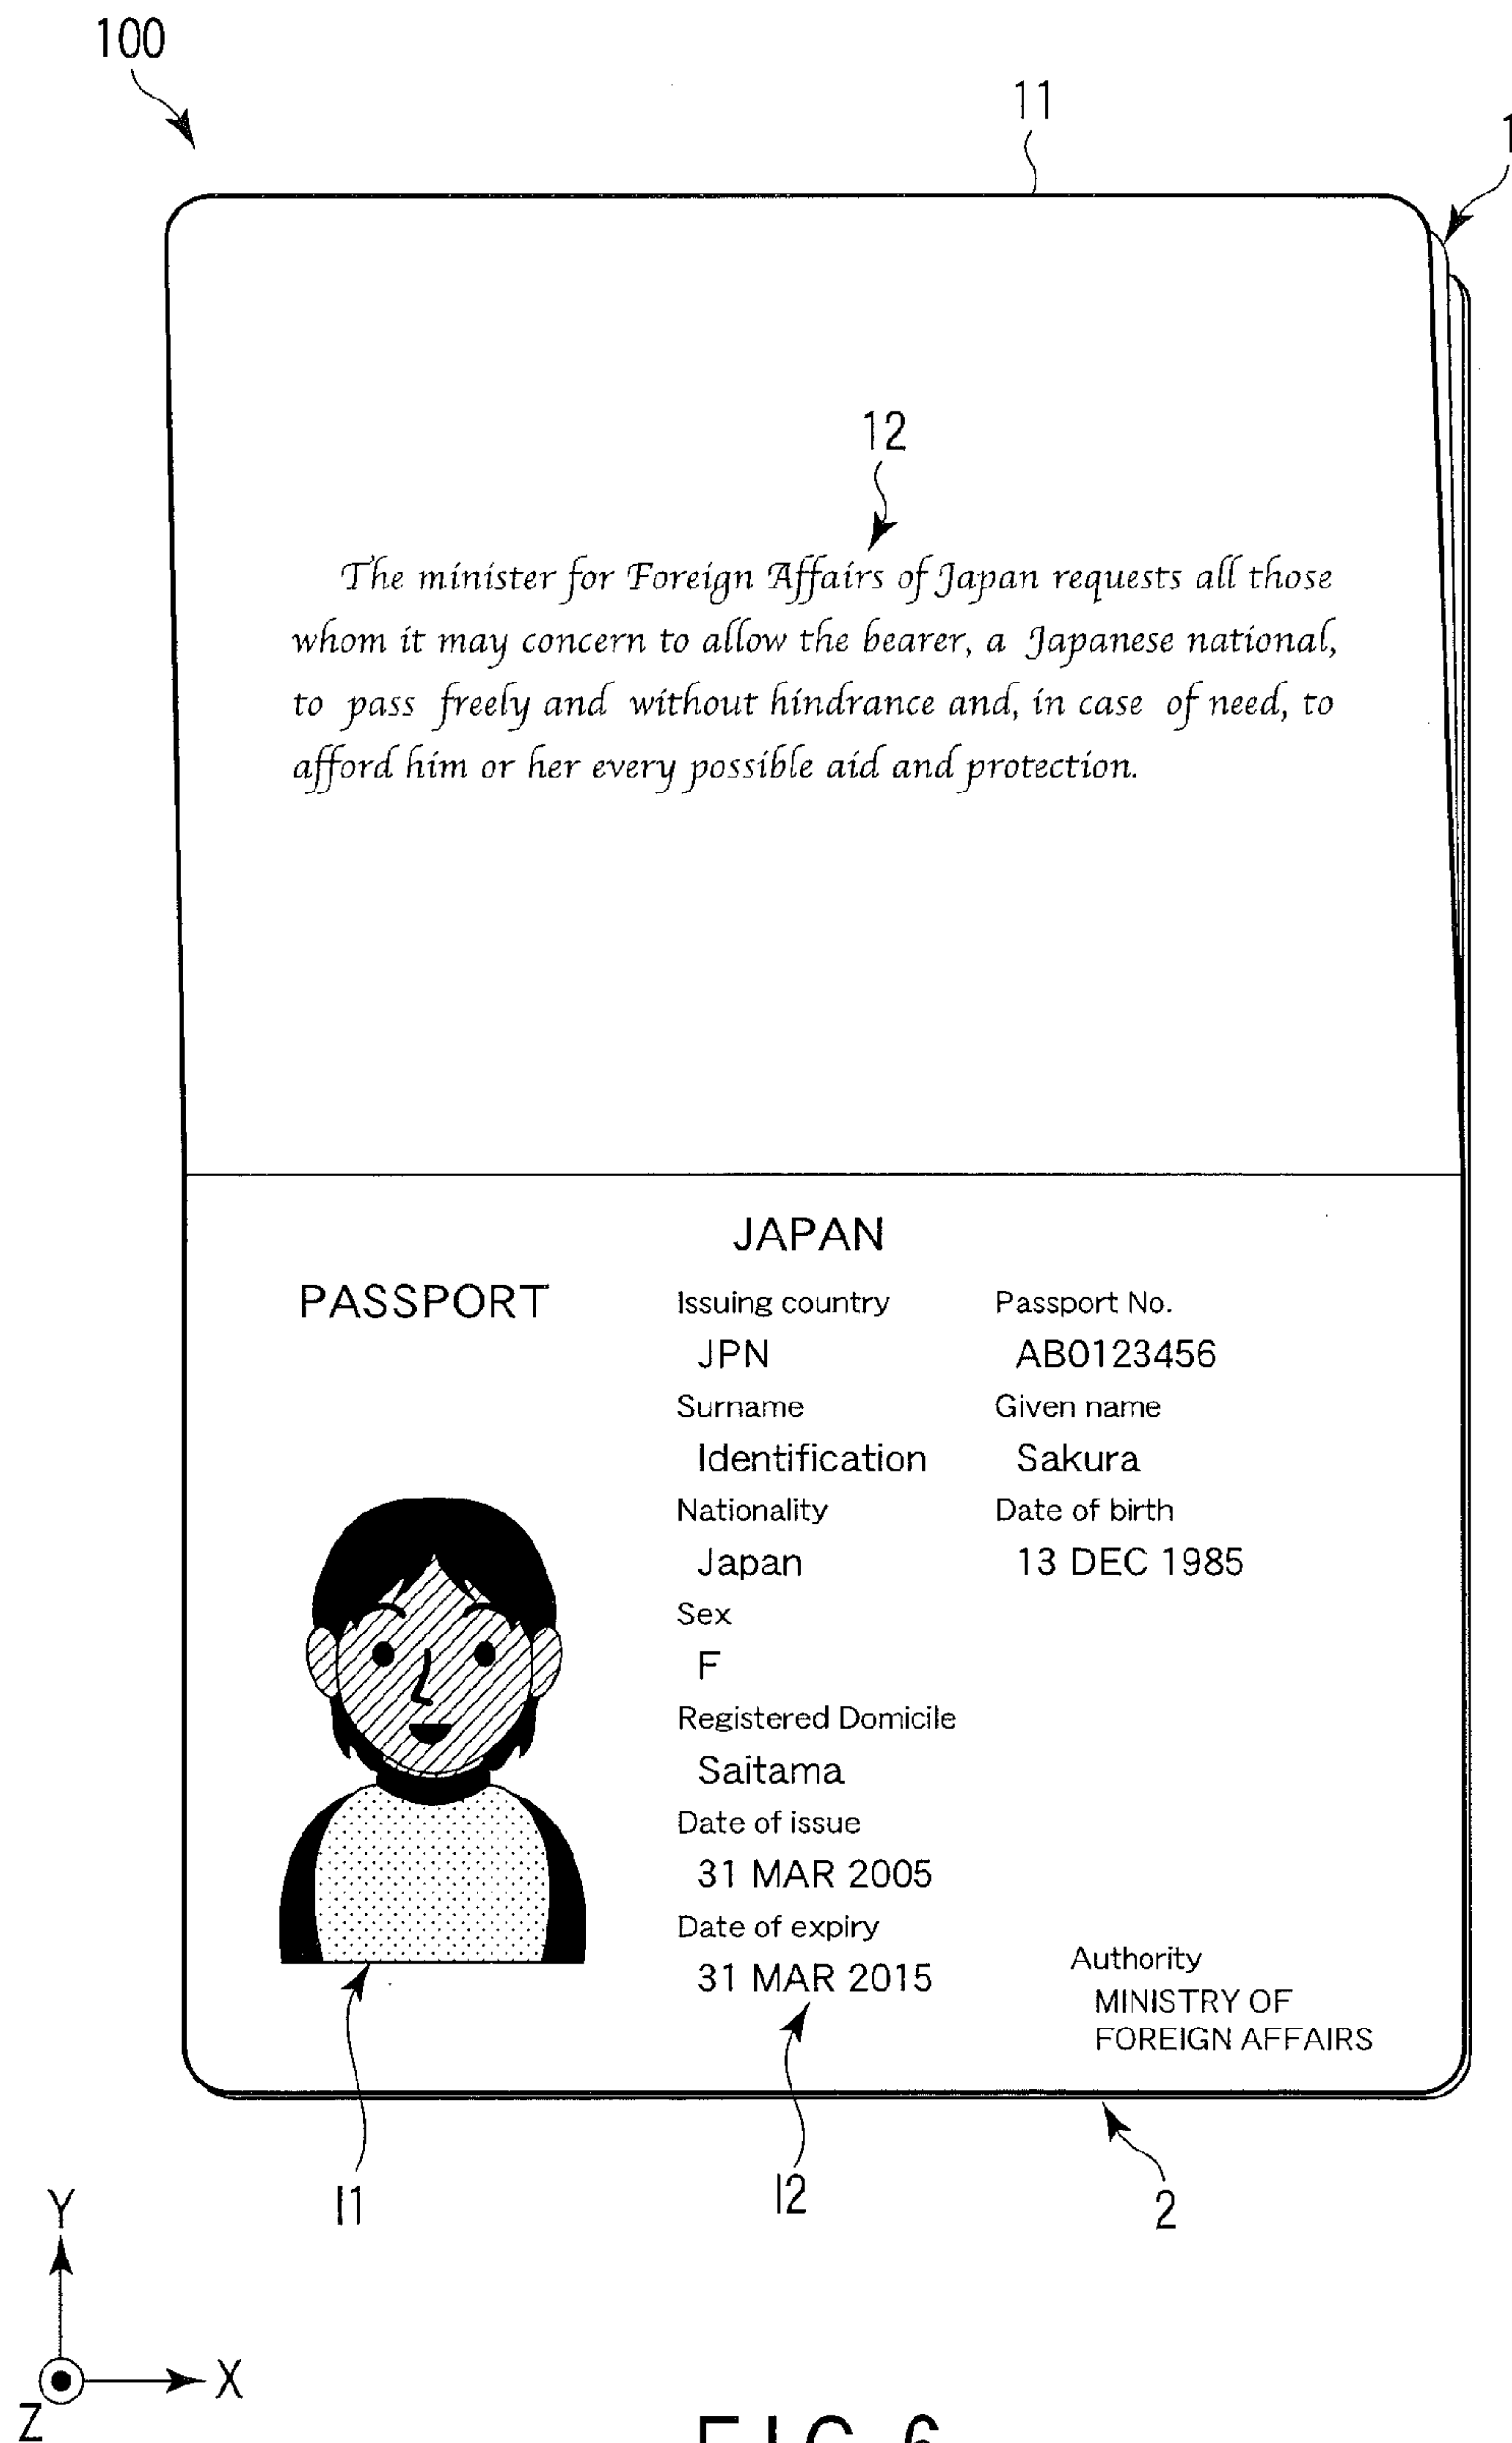 100
11
1
12
The minister for Foreign Affairs of Japan requests all those
whom it may concern to allow the bearer, a Japanese national,
to pass freely and without hindrance and, in case of need, to
afford him or her every possible aid and protection.
JAPAN
PASSPORT
Issuing country
Passport No.
JPN
AB0123456
Surname
Given name
Identification
Sakura
Nationality
Date of birth
Japan
13 DEC 1985
Sex
F
Registered Domicile
Saitama
Date of issue
31 MAR 2005
Date of expiry
31 MAR 2015
Authority
MINISTRY OF
FOREIGN AFFAIRS
I1
I2
2
Y
X
Z
FIG. 6